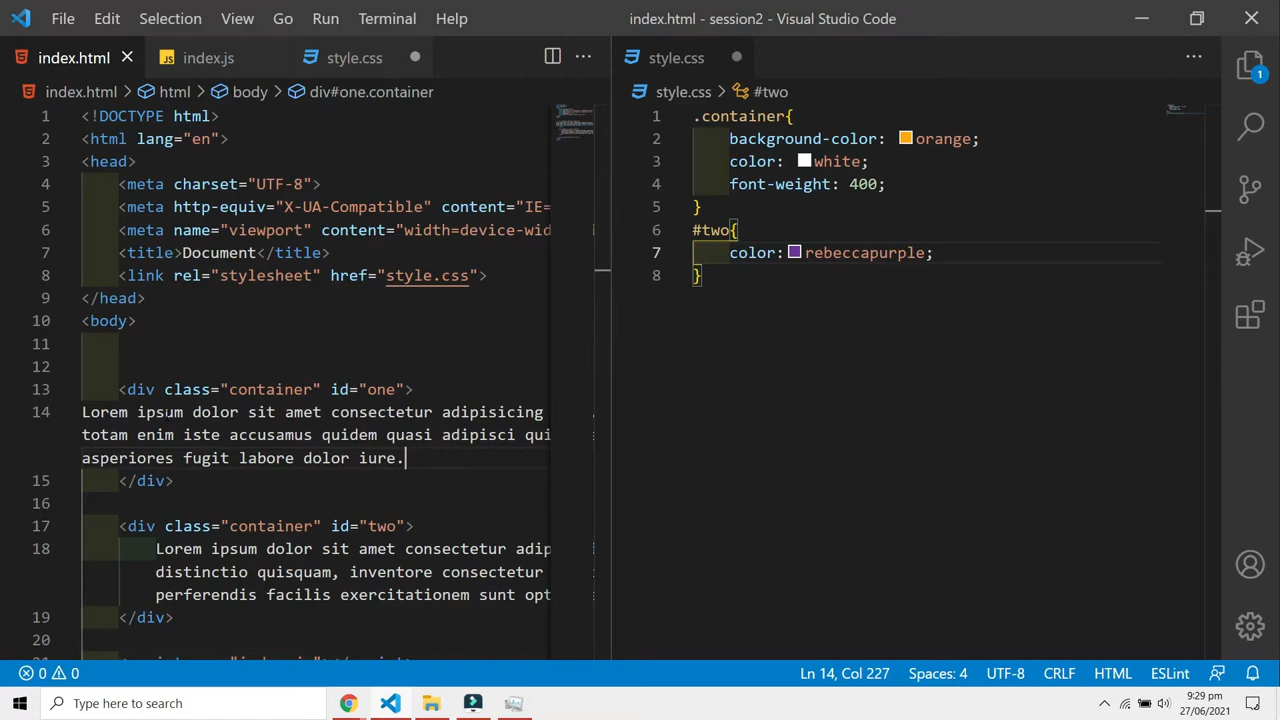 File Edit Selection View Go Run Terminal Help index.html - session2 - Visual Studio Code
index.html index.js style.css
index.html > html > body > div#one.container
1 <!DOCTYPE html>
2 <html lang="en">
3 <head>
4 <meta charset="UTF-8">
5 <meta http-equiv="X-UA-Compatible" content="IE=
6 <meta name="viewport" content="width=device-wid
7 <title>Document</title>
8 <link rel="stylesheet" href="style.css">
9 </head>
10 <body>
11
12
13 <div class="container" id="one">
14 Lorem ipsum dolor sit amet consectetur adipisicing
totam enim iste accusamus quidem quasi adipisci qui
asperiores fugit labore dolor iure.
15 </div>
16
17 <div class="container" id="two">
18 Lorem ipsum dolor sit amet consectetur adip
distinctio quisquam, inventore consectetur
perferendis facilis exercitationem sunt opt
19 </div>
20
style.css
style.css > #two
1 .container{
2 background-color: orange;
3 color: white;
4 font-weight: 400;
5 }
6 #two{
7 color: rebeccapurple;
8 }
1
0 0 Ln 14, Col 227 Spaces: 4 UTF-8 CRLF HTML ESLint
Type here to search
9:29 pm
27/06/2021